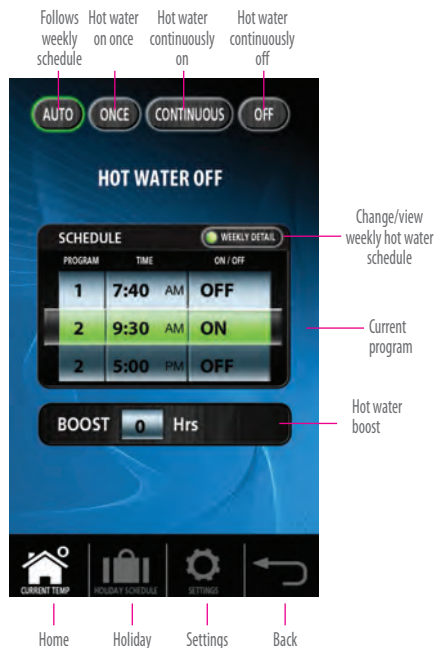 Follows weekly schedule
Hot water on once
Hot water continuously on
Hot water continuously off
AUTO
ONCE
CONTINUOUS
OFF
HOT WATER OFF
SCHEDULE
WEEKLY DETAIL
PROGRAM TIME ON / OFF
1 7:40 AM OFF
2 9:30 AM ON
2 5:00 PM OFF
Change/view
weekly hot water
schedule
Current
program
BOOST 0 Hrs
Hot water
boost
CURRENT TEMP
HOLIDAY SCHEDULE
SETTINGS
Home
Holiday
Settings
Back